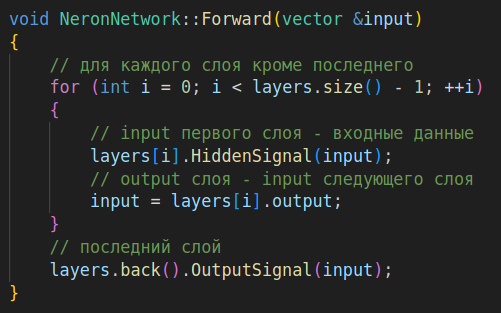 void NeronNetwork::Forward(vector &input)
{
    // для каждого слоя кроме последнего
    for (int i = 0; i < layers.size() - 1; ++i)
    {
        // input первого слоя - входные данные
        layers[i].HiddenSignal(input);
        // output слоя - input следующего слоя
        input = layers[i].output;
    }
    // последний слой
    layers.back().OutputSignal(input);
}